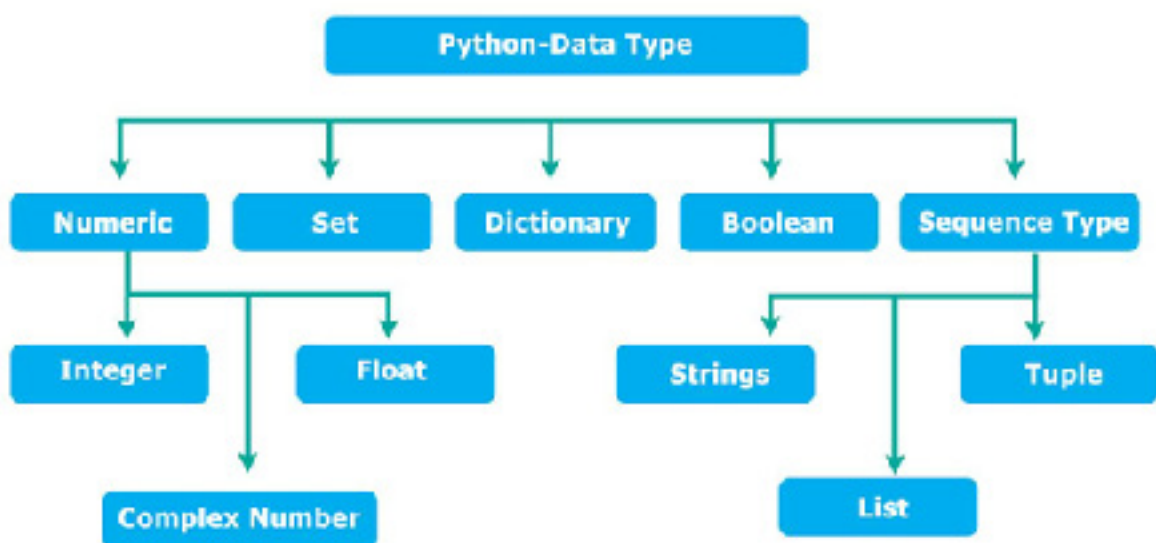 Python-Data Type
Numeric
Set
Dictionary
Boolean
Sequence Type
Integer
Float
Strings
Tuple
Complex Number
List